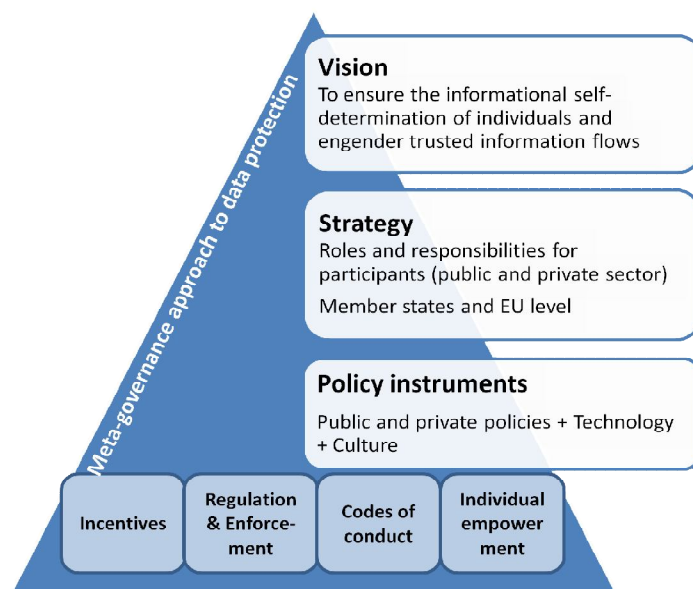 Meta-governance approach to data protection
Vision
To ensure the informational self-
determination of individuals and
engender trusted information flows
Strategy
Roles and responsibilities for
participants (public and private sector)
Member states and EU level
Policy instruments
Public and private policies + Technology
+ Culture
Incentives
Regulation
& Enforce-
ment
Codes of
conduct
Individual
empower
ment